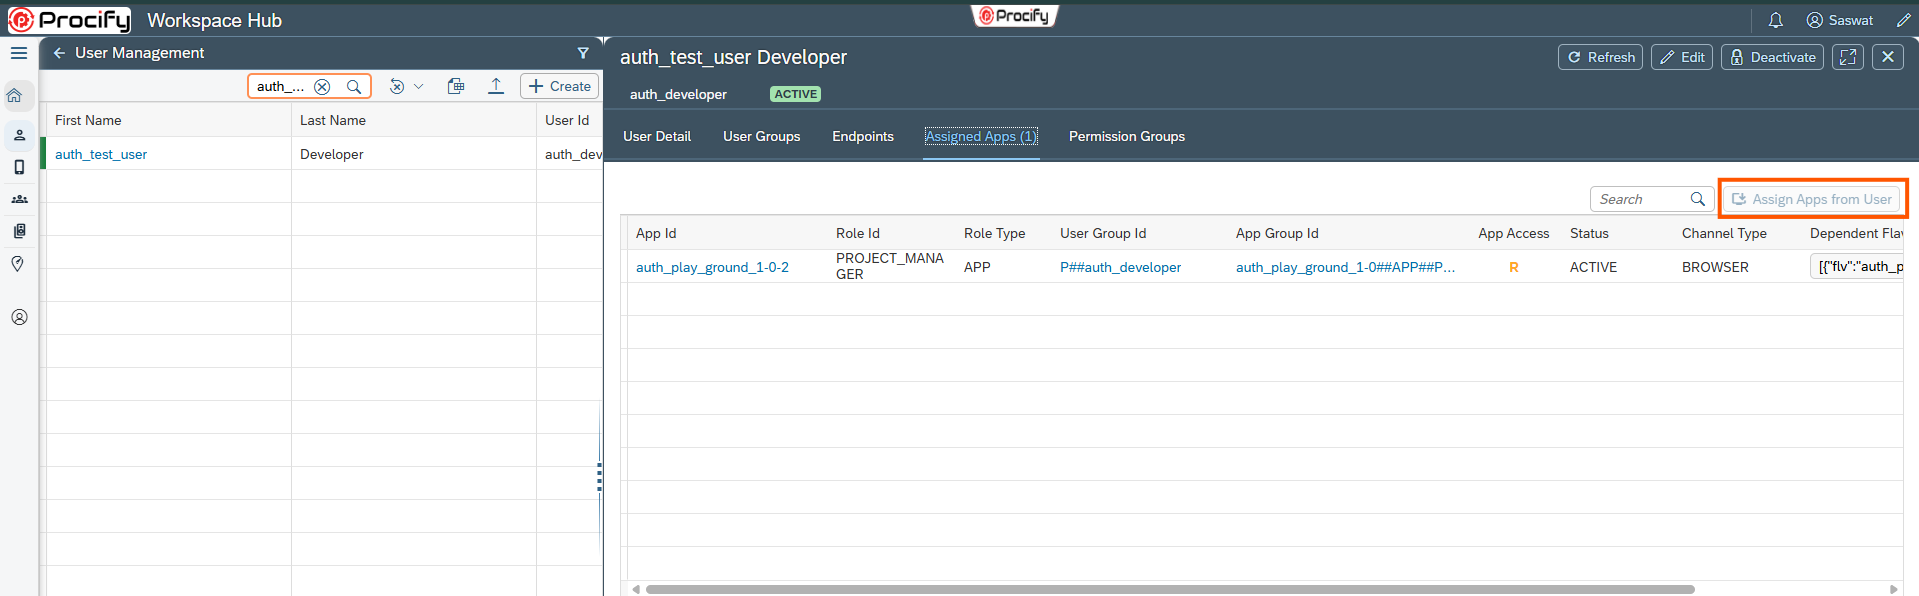 Procify Workspace Hub
Procify
Saswat
User Management
auth_...
Create
First Name Last Name User Id
auth_test_user Developer auth_dev
auth_test_user Developer
Refresh Edit Deactivate
auth_developer ACTIVE
User Detail User Groups Endpoints Assigned Apps (1) Permission Groups
Search Assign Apps from User
App Id Role Id Role Type User Group Id App Group Id App Access Status Channel Type Dependent Flav
auth_play_ground_1-0-2 PROJECT_MANA
GER APP P##auth_developer auth_play_ground_1-0##APP##P... R ACTIVE BROWSER [{"flv":"auth_p